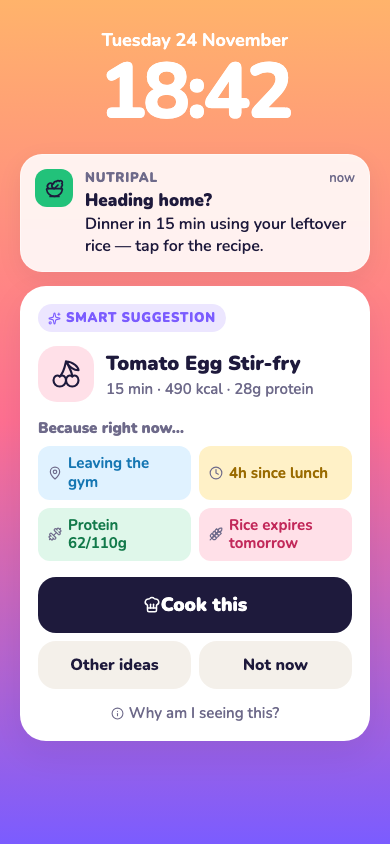 Tuesday 24 November
18:42
NUTRIPAL
now
Heading home?
Dinner in 15 min using your leftover
rice — tap for the recipe.
SMART SUGGESTION
Tomato Egg Stir-fry
15 min · 490 kcal · 28g protein
Because right now...
Leaving the
gym
4h since lunch
Protein
62/110g
Rice expires
tomorrow
Cook this
Other ideas
Not now
Why am I seeing this?